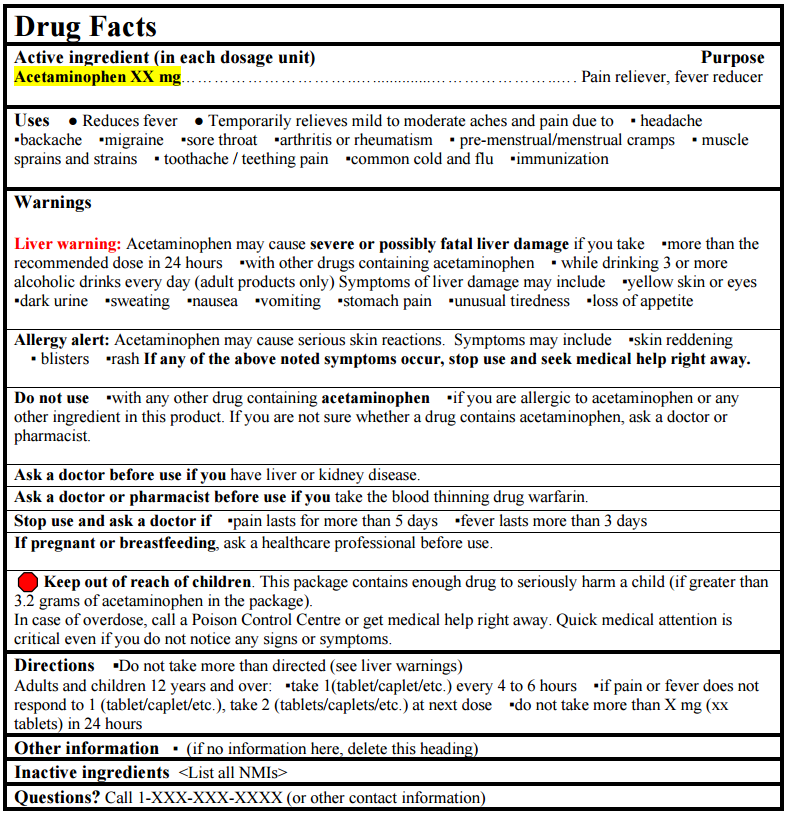 Drug Facts
Active ingredient (in each dosage unit) Purpose
Acetaminophen XX mg………………………………..…...............……………………..…. Pain reliever, fever reducer
Uses ● Reduces fever ● Temporarily relieves mild to moderate aches and pain due to ▪ headache
▪backache ▪migraine ▪sore throat ▪arthritis or rheumatism ▪ pre-menstrual/menstrual cramps ▪ muscle
sprains and strains ▪ toothache / teething pain ▪common cold and flu ▪immunization
Warnings
Liver warning: Acetaminophen may cause severe or possibly fatal liver damage if you take ▪more than the
recommended dose in 24 hours ▪with other drugs containing acetaminophen ▪ while drinking 3 or more
alcoholic drinks every day (adult products only) Symptoms of liver damage may include ▪yellow skin or eyes
▪dark urine ▪sweating ▪nausea ▪vomiting ▪stomach pain ▪unusual tiredness ▪loss of appetite
Allergy alert: Acetaminophen may cause serious skin reactions. Symptoms may include ▪skin reddening
▪ blisters ▪rash If any of the above noted symptoms occur, stop use and seek medical help right away.
Do not use ▪with any other drug containing acetaminophen ▪if you are allergic to acetaminophen or any
other ingredient in this product. If you are not sure whether a drug contains acetaminophen, ask a doctor or
pharmacist.
Ask a doctor before use if you have liver or kidney disease.
Ask a doctor or pharmacist before use if you take the blood thinning drug warfarin.
Stop use and ask a doctor if ▪pain lasts for more than 5 days ▪fever lasts more than 3 days
If pregnant or breastfeeding, ask a healthcare professional before use.
Keep out of reach of children. This package contains enough drug to seriously harm a child (if greater than
3.2 grams of acetaminophen in the package).
In case of overdose, call a Poison Control Centre or get medical help right away. Quick medical attention is
critical even if you do not notice any signs or symptoms.
Directions ▪Do not take more than directed (see liver warnings)
Adults and children 12 years and over: ▪take 1(tablet/caplet/etc.) every 4 to 6 hours ▪if pain or fever does not
respond to 1 (tablet/caplet/etc.), take 2 (tablets/caplets/etc.) at next dose ▪do not take more than X mg (xx
tablets) in 24 hours
Other information ▪ (if no information here, delete this heading)
Inactive ingredients <List all NMIs>
Questions? Call 1-XXX-XXX-XXXX (or other contact information)